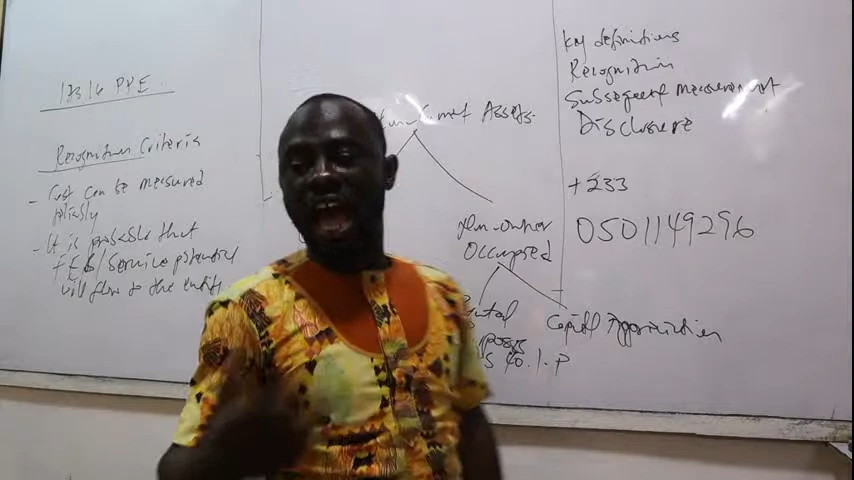 IAS 16 PPE
Recognition Criteria
- Cost can be measured
reliably
- It is probable that
FEB/Service potential
will flow to the entity
Assets
non-owner
Occupied
Capital Appreciation
40 I.P
Key definitions
Recognition
Subsequent measurement
Disclosure
+233
0501149296